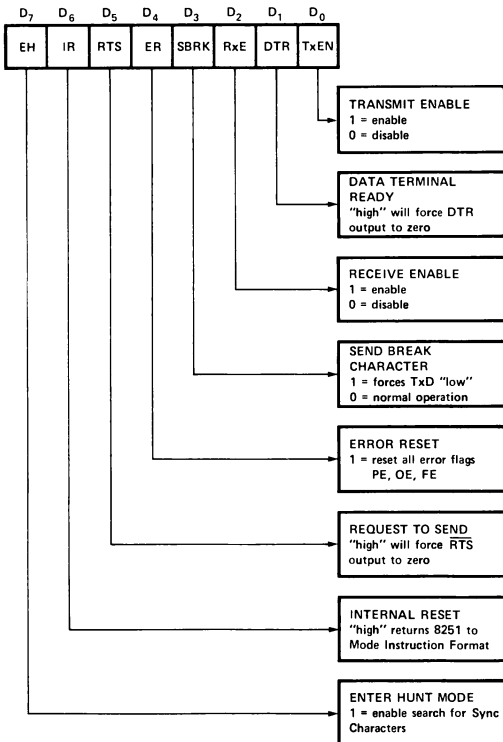 D7 D6 D5 D4 D3 D2 D1 D0
EH IR RTS ER SBRK RxE DTR TxEN
TRANSMIT ENABLE
1 = enable
0 = disable
DATA TERMINAL
READY
"high" will force DTR
output to zero
RECEIVE ENABLE
1 = enable
0 = disable
SEND BREAK
CHARACTER
1 = forces TxD "low"
0 = normal operation
ERROR RESET
1 = reset all error flags
PE, OE, FE
REQUEST TO SEND
"high" will force R̅T̅S̅
output to zero
INTERNAL RESET
"high" returns 8251 to
Mode Instruction Format
ENTER HUNT MODE
1 = enable search for Sync
Characters